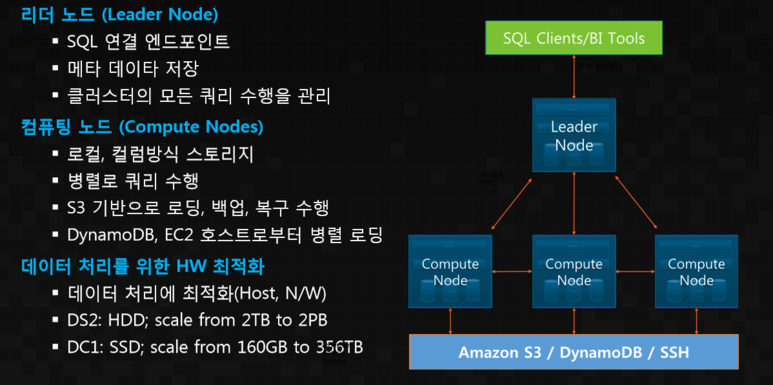 리더 노드 (Leader Node)
▪ SQL 연결 엔드포인트
▪ 메타 데이타 저장
▪ 클러스터의 모든 쿼리 수행을 관리
컴퓨팅 노드 (Compute Nodes)
▪ 로컬, 컬럼방식 스토리지
▪ 병렬로 쿼리 수행
▪ S3 기반으로 로딩, 백업, 복구 수행
▪ DynamoDB, EC2 호스트로부터 병렬 로딩
데이터 처리를 위한 HW 최적화
▪ 데이터 처리에 최적화(Host, N/W)
▪ DS2: HDD; scale from 2TB to 2PB
▪ DC1: SSD; scale from 160GB to 356TB
SQL Clients/BI Tools
Leader
Node
Compute
Node
Compute
Node
Compute
Node
Amazon S3 / DynamoDB / SSH